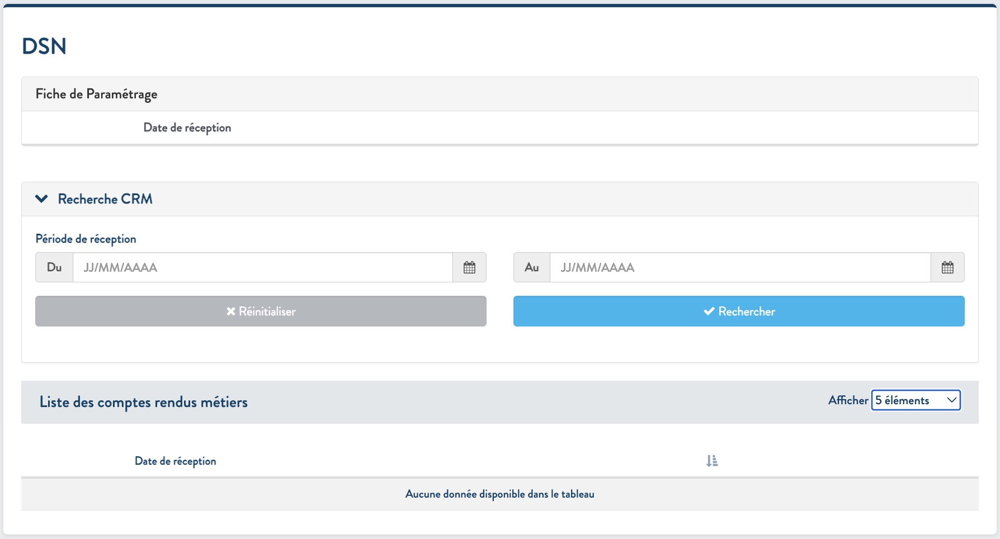 DSN
Fiche de Paramétrage
Date de réception
Recherche CRM
Période de réception
Du JJ/MM/AAAA
Au JJ/MM/AAAA
Réinitialiser
Rechercher
Liste des comptes rendus métiers
Afficher 5 éléments
Date de réception
Aucune donnée disponible dans le tableau